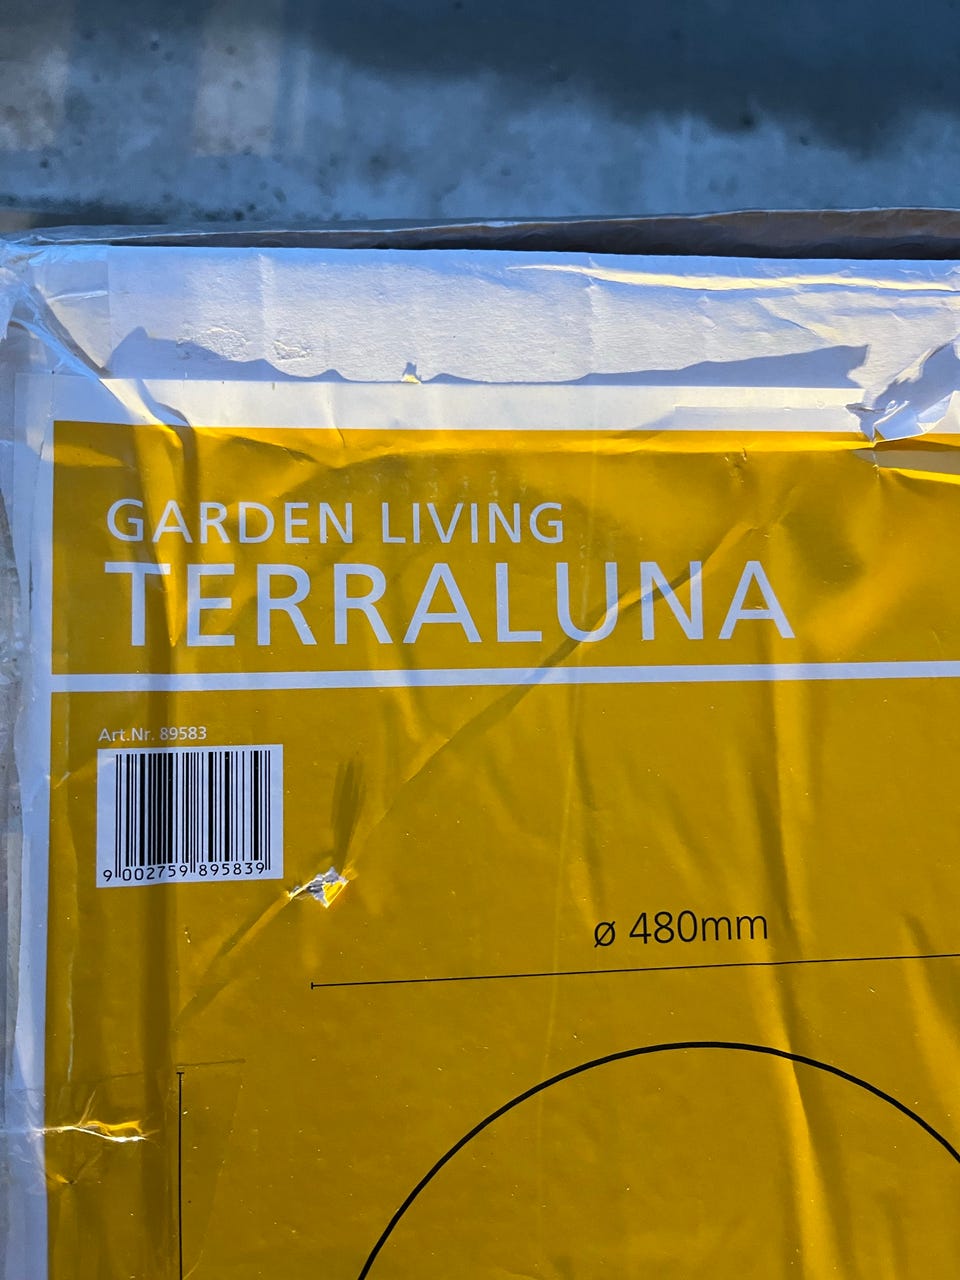 GARDEN LIVING
TERRALUNA
Art.Nr. 89583
9 002759 895839
ø 480mm